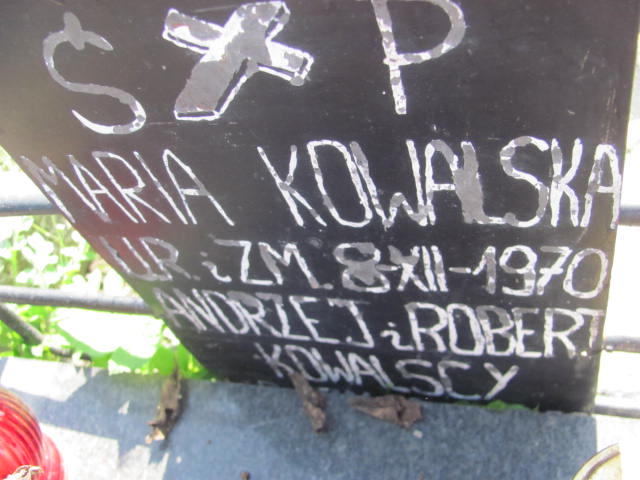 Ś P
MARIA KOWALSKA
UR. i ZM. 8-XII-1970
ANDRZEJ i ROBERT
KOWALSCY